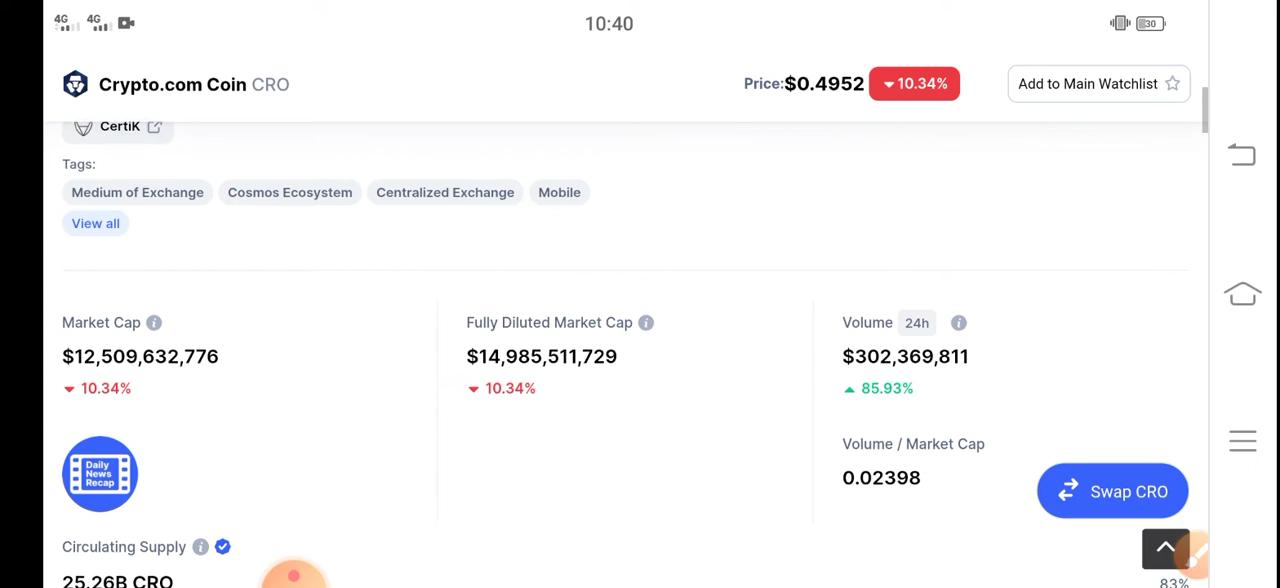 4G 4G 10:40 30
Crypto.com Coin CRO Price:$0.4952 10.34% Add to Main Watchlist
CertiK
Tags:
Medium of Exchange Cosmos Ecosystem Centralized Exchange Mobile
View all
Market Cap Fully Diluted Market Cap Volume 24h
$12,509,632,776 $14,985,511,729 $302,369,811
10.34% 10.34% 85.93%
Volume / Market Cap
Daily
News
Recap
0.02398
Swap CRO
Circulating Supply
25.26B CRO 83%